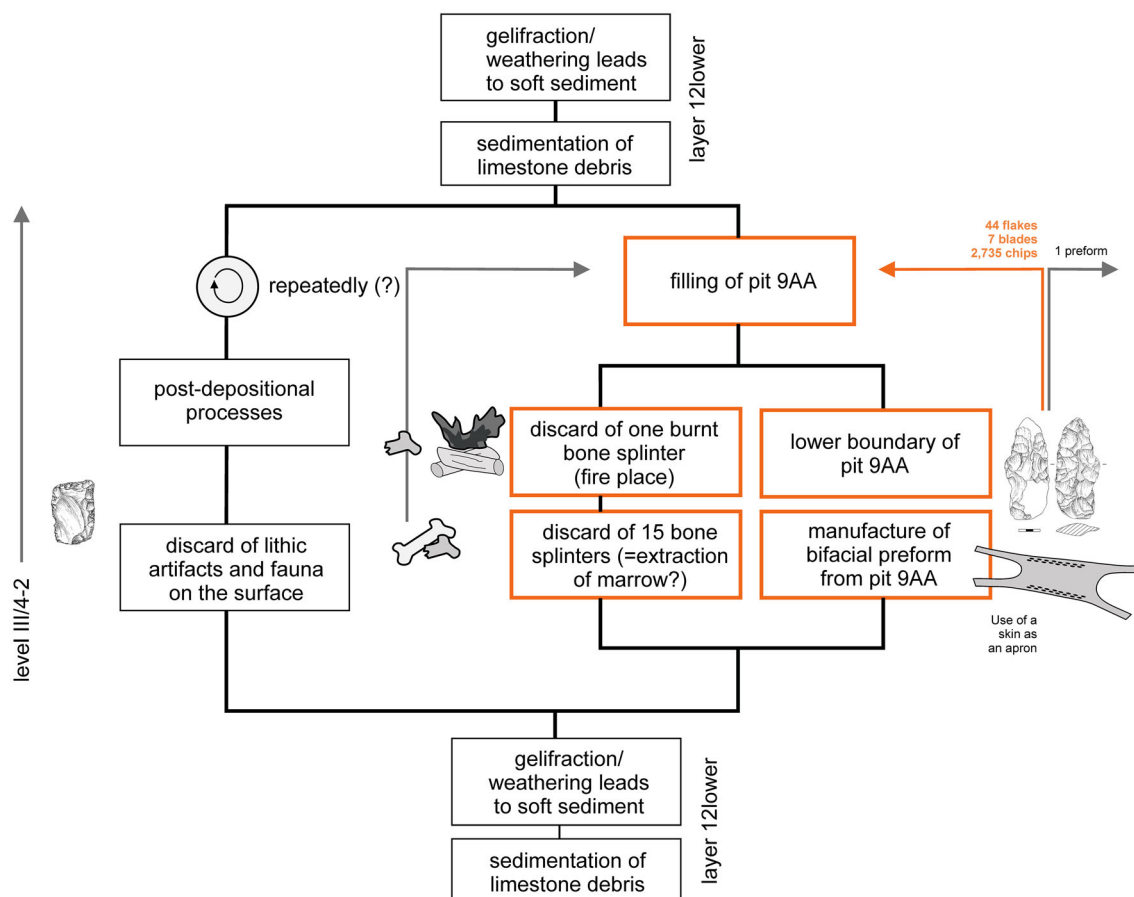 gelifraction/
weathering leads
to soft sediment
layer 12lower
sedimentation of
limestone debris
44 flakes
7 blades
2,735 chips
1 preform
repeatedly (?)
filling of pit 9AA
post-depositional
processes
discard of one burnt
bone splinter
(fire place)
lower boundary of
pit 9AA
discard of lithic
artifacts and fauna
on the surface
discard of 15 bone
splinters (=extraction
of marrow?)
manufacture of
bifacial preform
from pit 9AA
level III/4-2
Use of a
skin as
an apron
gelifraction/
weathering leads
to soft sediment
layer 12lower
sedimentation of
limestone debris